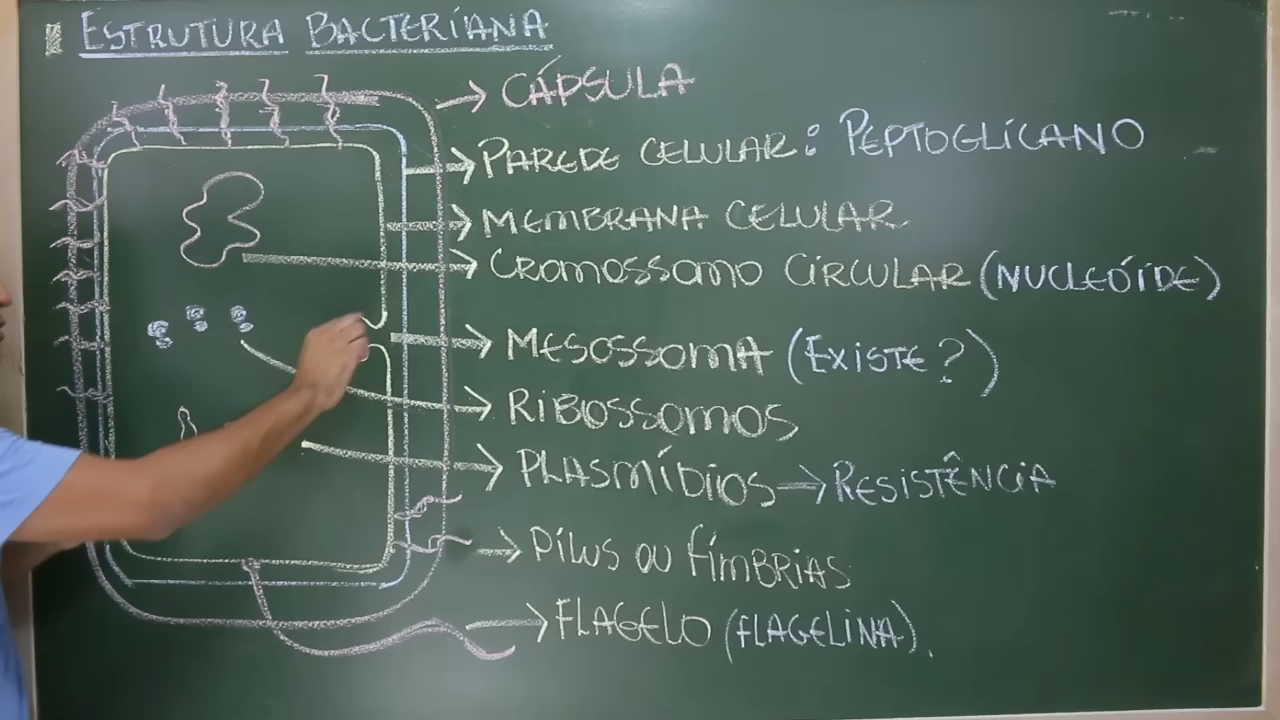 ESTRUTURA BACTERIANA
→ CÁPSULA
→ PAREDE CELULAR: PEPTOGLICANO
→ MEMBRANA CELULAR
→ CROMOSSOMO CIRCULAR (NUCLEÓIDE)
→ MESOSSOMA (EXISTE?)
→ RIBOSSOMOS
→ PLASMÍDIOS → RESISTÊNCIA
→ PÍLUS OU FÍMBRIAS
→ FLAGELO (FLAGELINA).